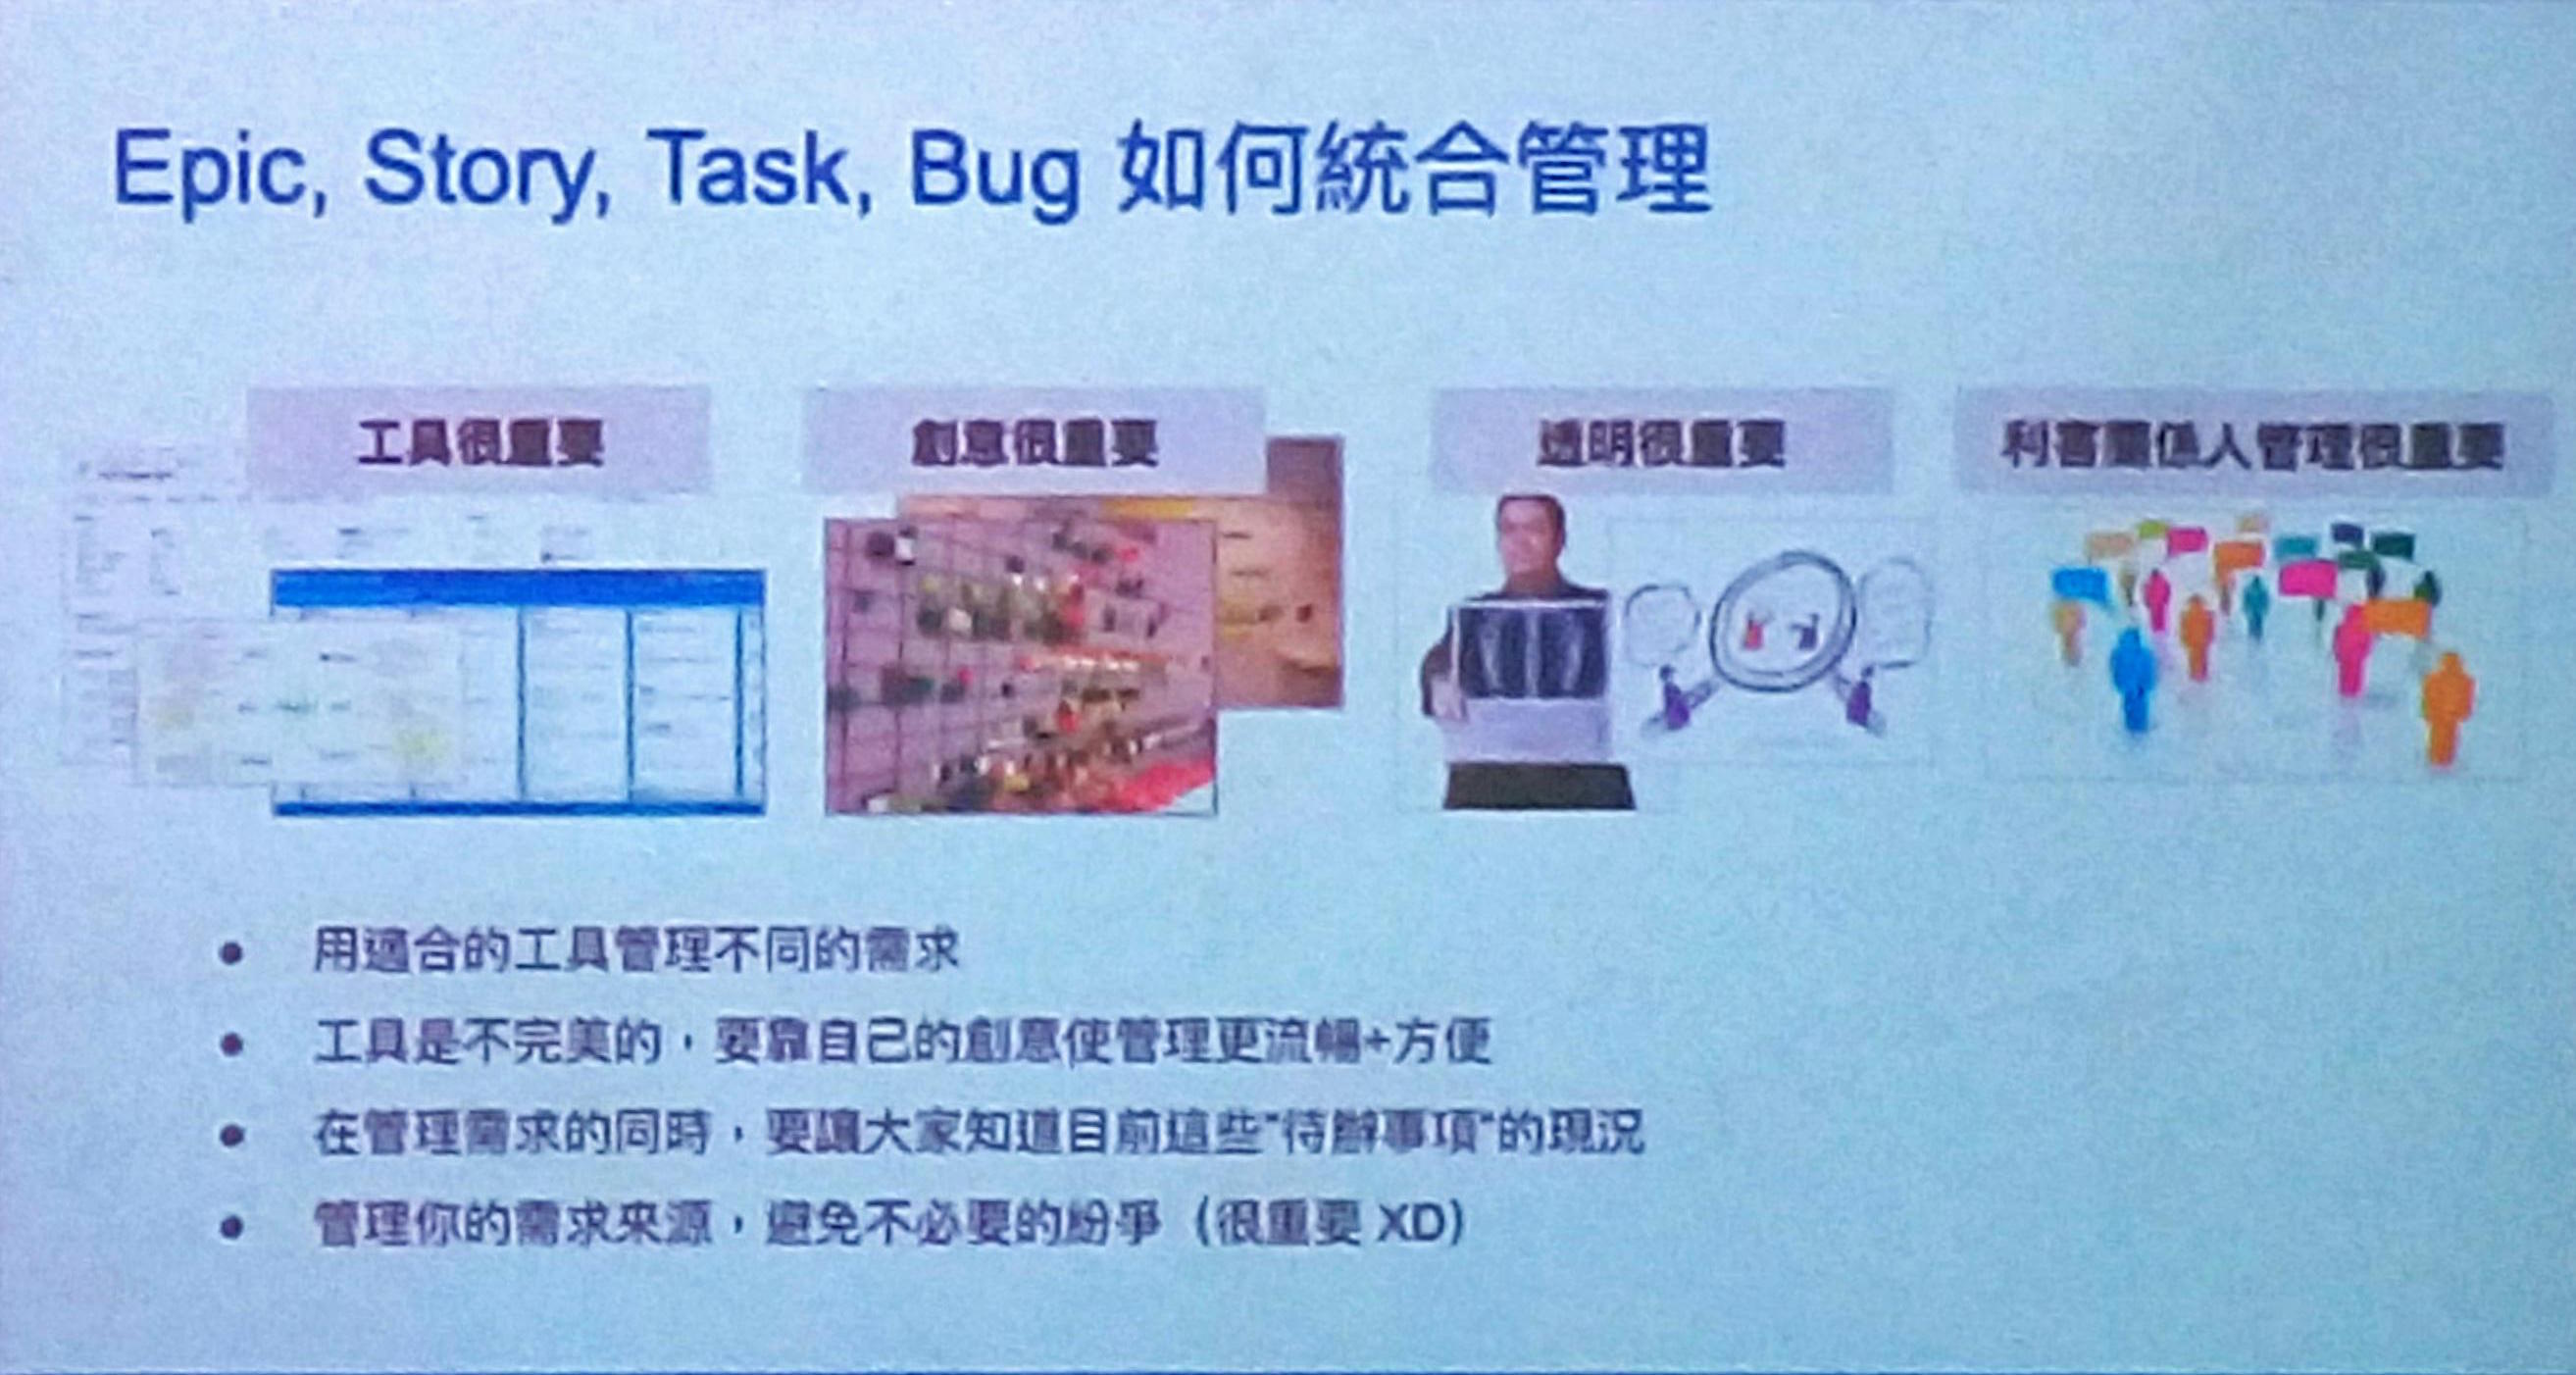 Epic, Story, Task, Bug 如何統合管理
工具很重要
創意很重要
透明很重要
利害關係人管理很重要
用適合的工具管理不同的需求
工具是不完美的，要靠自己的創意使管理更流暢+方便
在管理需求的同時，要讓大家知道目前這些"待辦事項"的現況
管理你的需求來源，避免不必要的紛爭（很重要 XD）